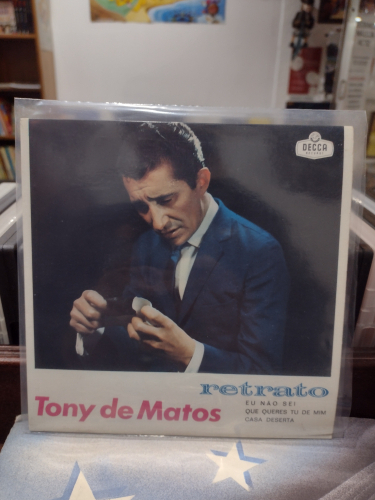 DECCA
retrato
Tony de Matos
EU NÃO SEI
QUE QUERES TU DE MIM
CASA DESERTA